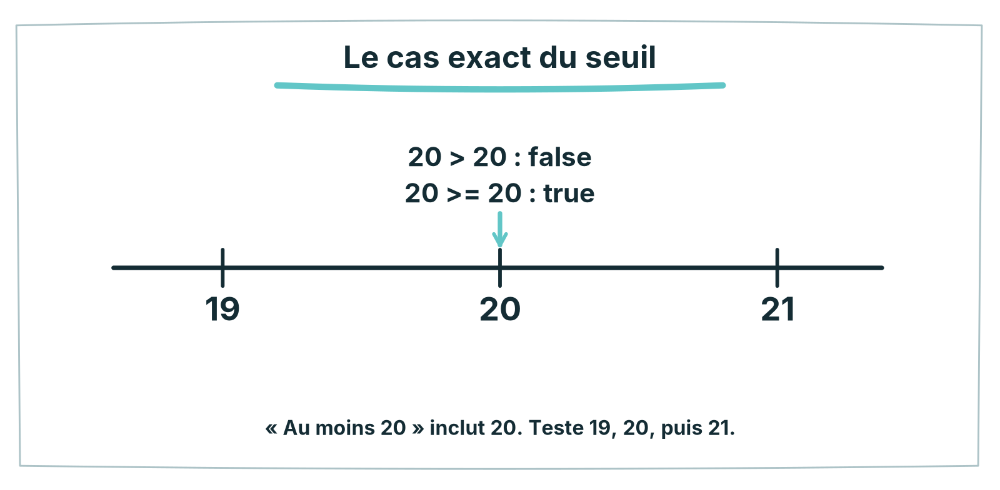 Le cas exact du seuil
20 > 20 : false
20 >= 20 : true
19 20 21
« Au moins 20 » inclut 20. Teste 19, 20, puis 21.